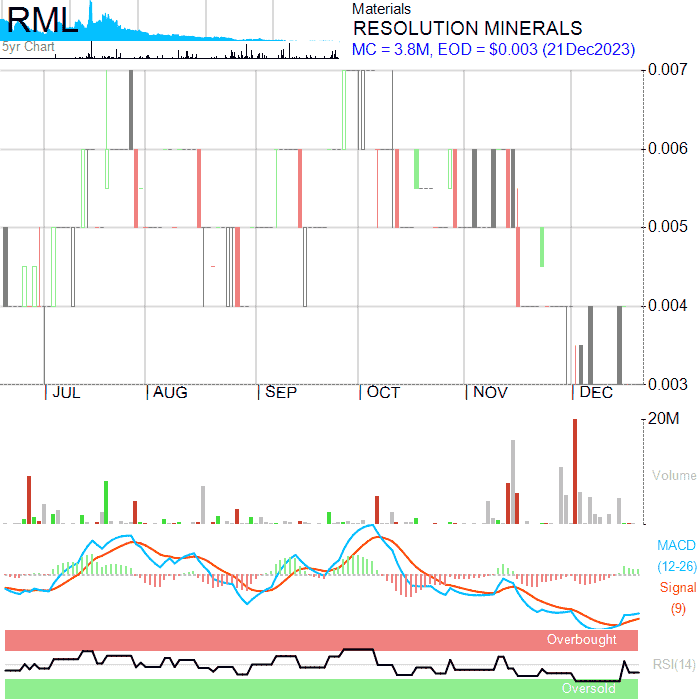 RML
5yr Chart
Materials
RESOLUTION MINERALS
MC = 3.8M, EOD = $0.003 (21Dec2023)
0.007
0.006
0.005
0.004
0.003
JUL AUG SEP OCT NOV DEC
20M
Volume
MACD
(12-26)
Signal
(9)
Overbought
RSI(14)
Oversold